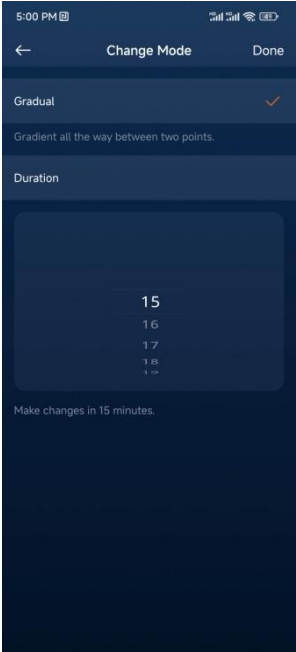 5:00 PM
Change Mode
Done
Gradual
Gradient all the way between two points.
Duration
15
16
17
18
19
Make changes in 15 minutes.